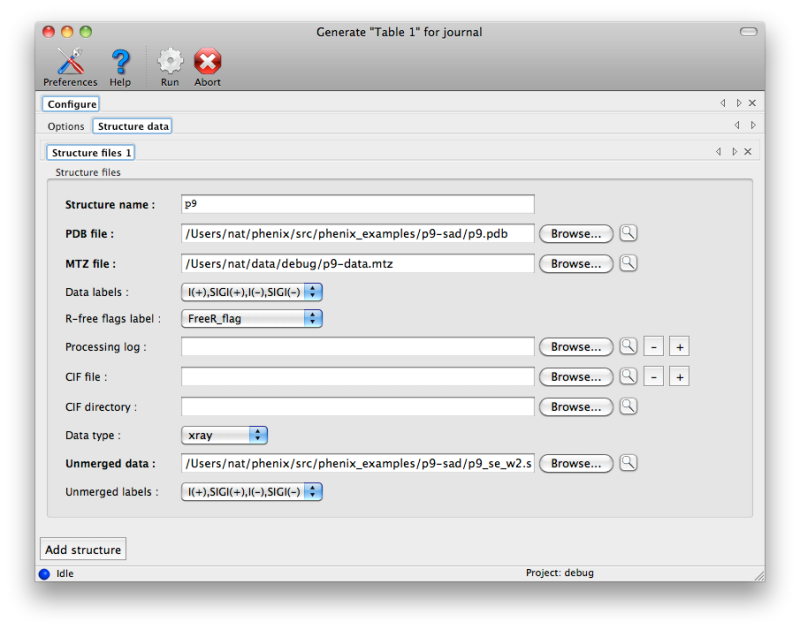 Generate "Table 1" for journal
Preferences Help Run Abort
Configure
Options Structure data
Structure files 1
Structure files
Structure name : p9
PDB file : /Users/nat/phenix/src/phenix_examples/p9-sad/p9.pdb Browse...
MTZ file : /Users/nat/data/debug/p9-data.mtz Browse...
Data labels : I(+),SIGI(+),I(-),SIGI(-)
R-free flags label : FreeR_flag
Processing log : Browse... - +
CIF file : Browse... - +
CIF directory : Browse...
Data type : xray
Unmerged data : /Users/nat/phenix/src/phenix_examples/p9-sad/p9_se_w2.s Browse...
Unmerged labels : I(+),SIGI(+),I(-),SIGI(-)
Add structure
Idle Project: debug